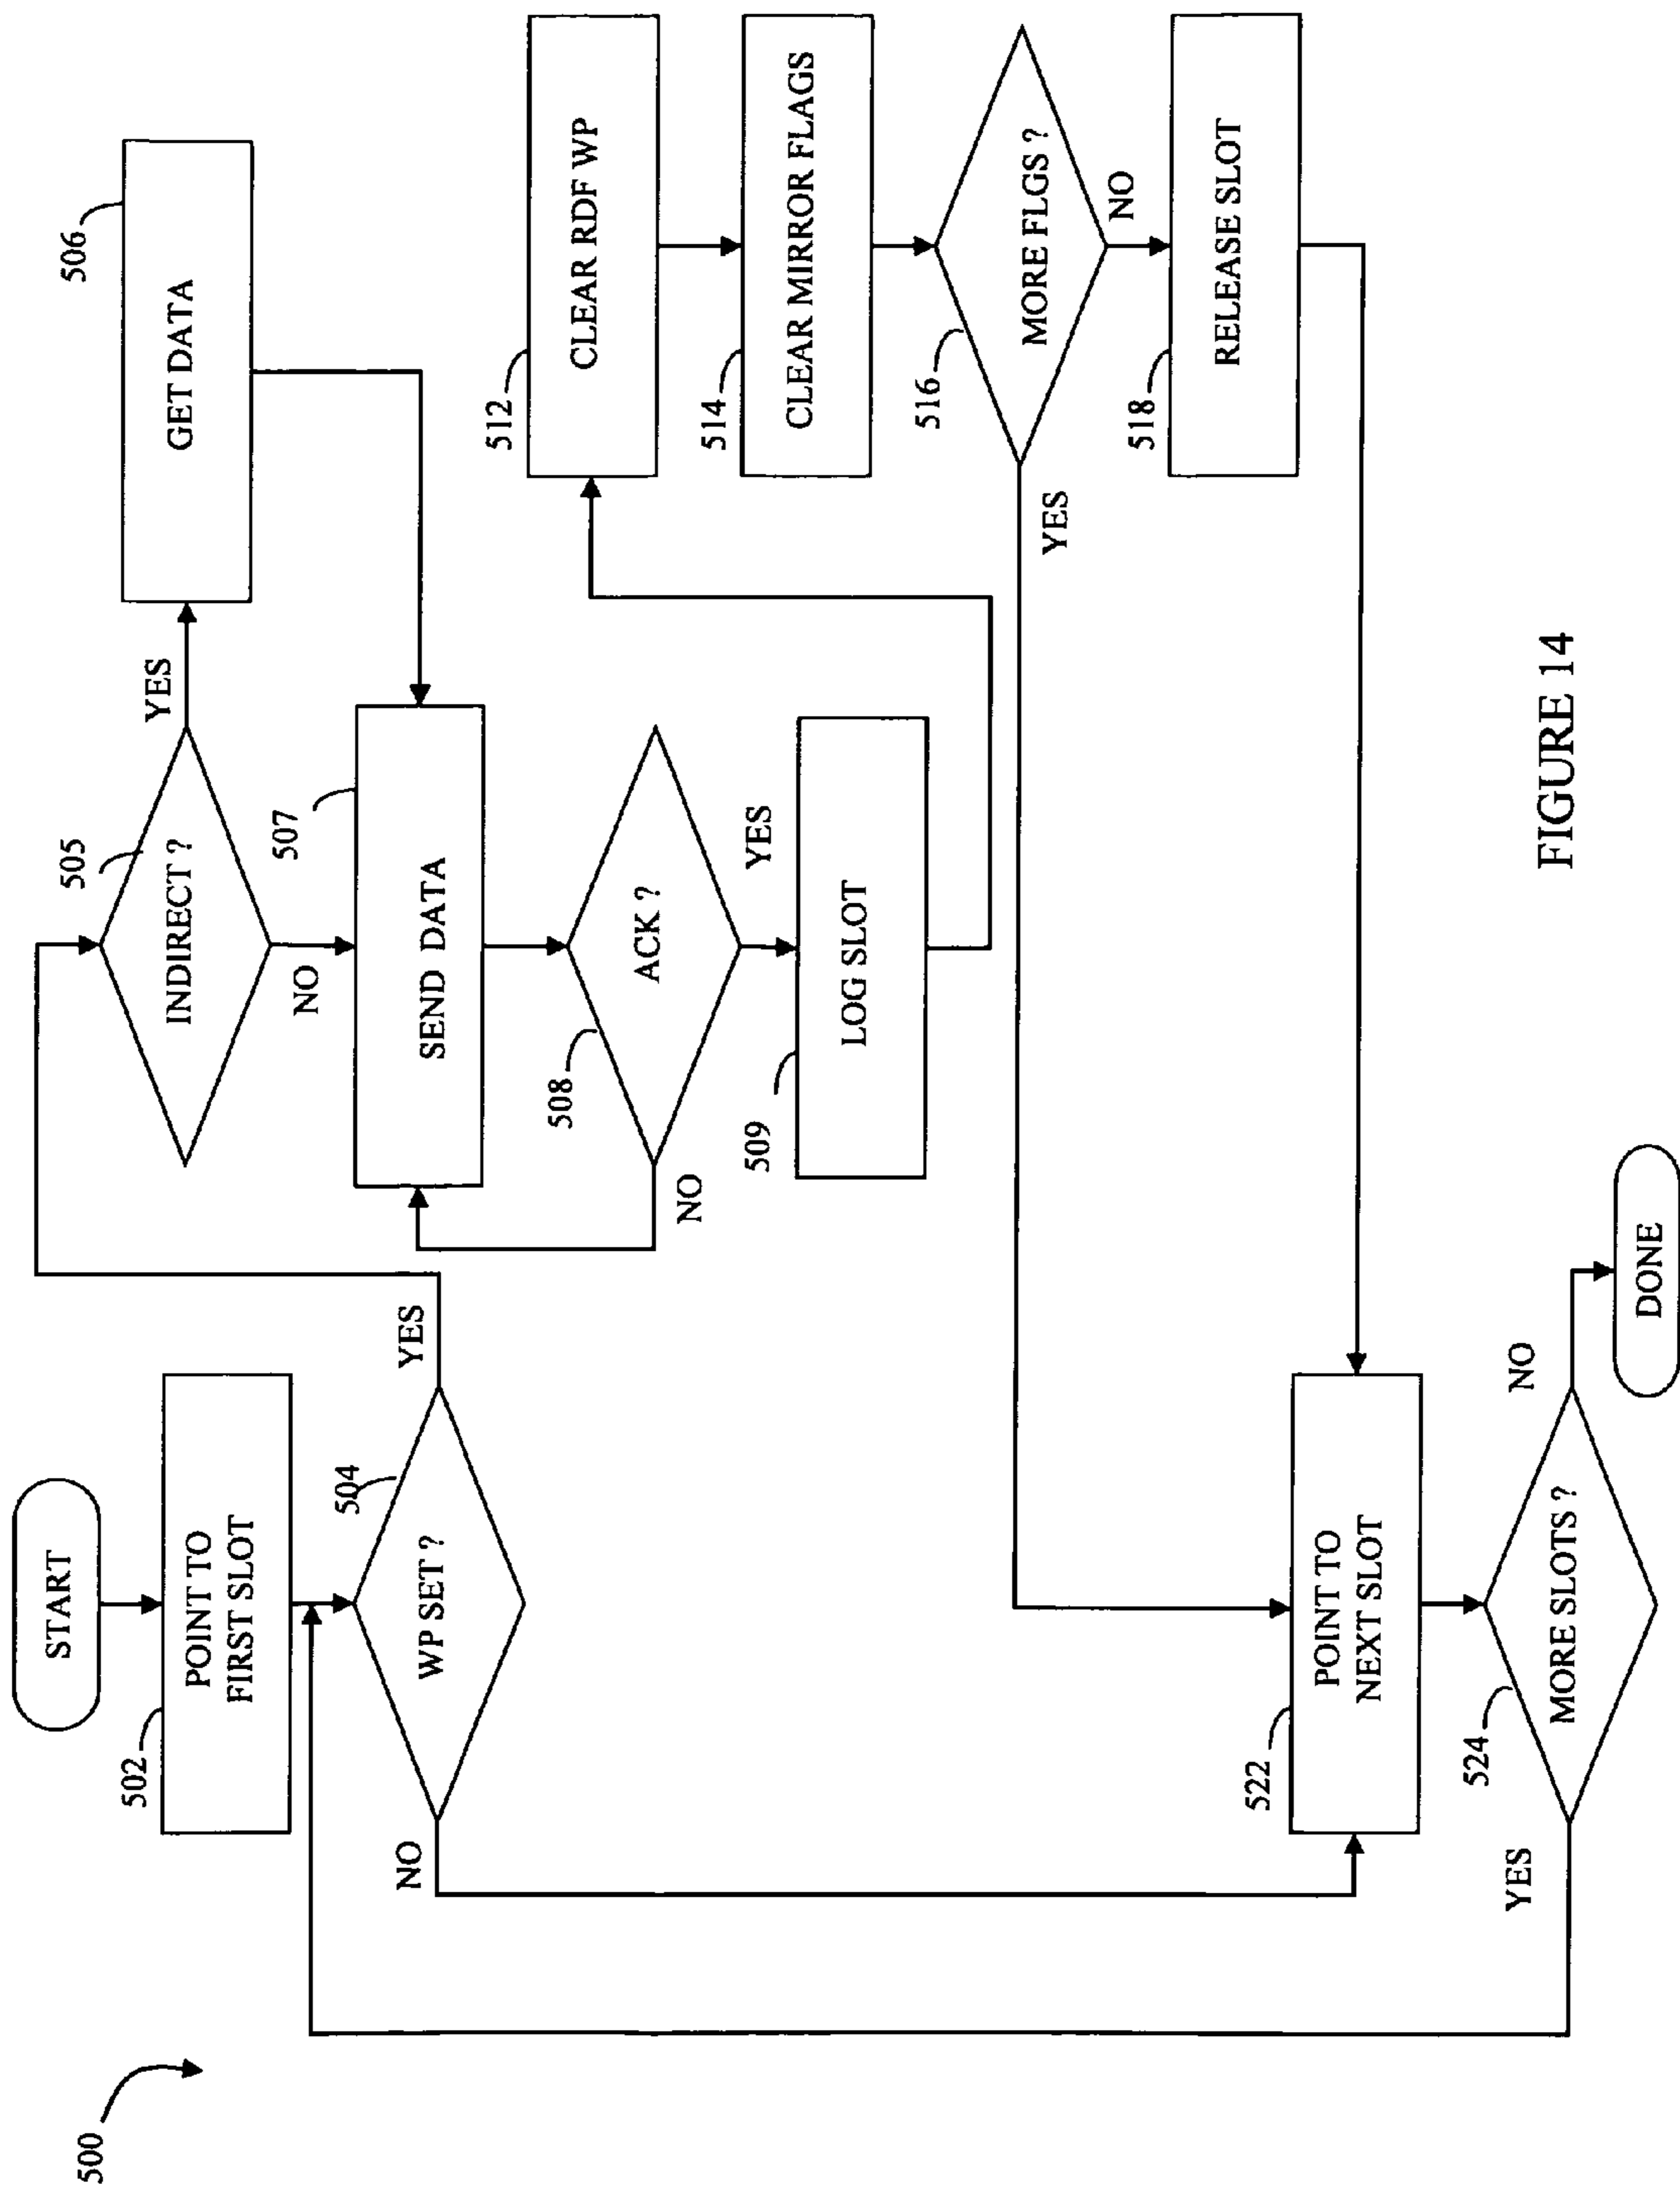 500
START
502
POINT TO
FIRST SLOT
504
WP SET ?
YES
NO
505
INDIRECT ?
YES
NO
506
GET DATA
507
SEND DATA
508
ACK ?
NO
YES
509
LOG SLOT
512
CLEAR RDF WP
514
CLEAR MIRROR FLAGS
516
MORE FLGS ?
YES
NO
518
RELEASE SLOT
522
POINT TO
NEXT SLOT
524
MORE SLOTS ?
YES
NO
DONE
FIGURE 14